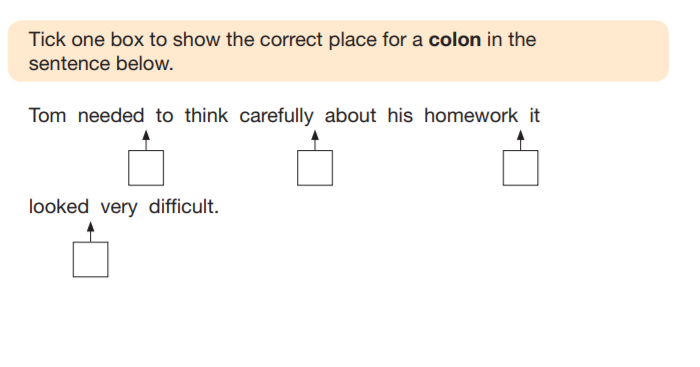 Tick one box to show the correct place for a colon in the
sentence below.
Tom needed to think carefully about his homework it
looked very difficult.